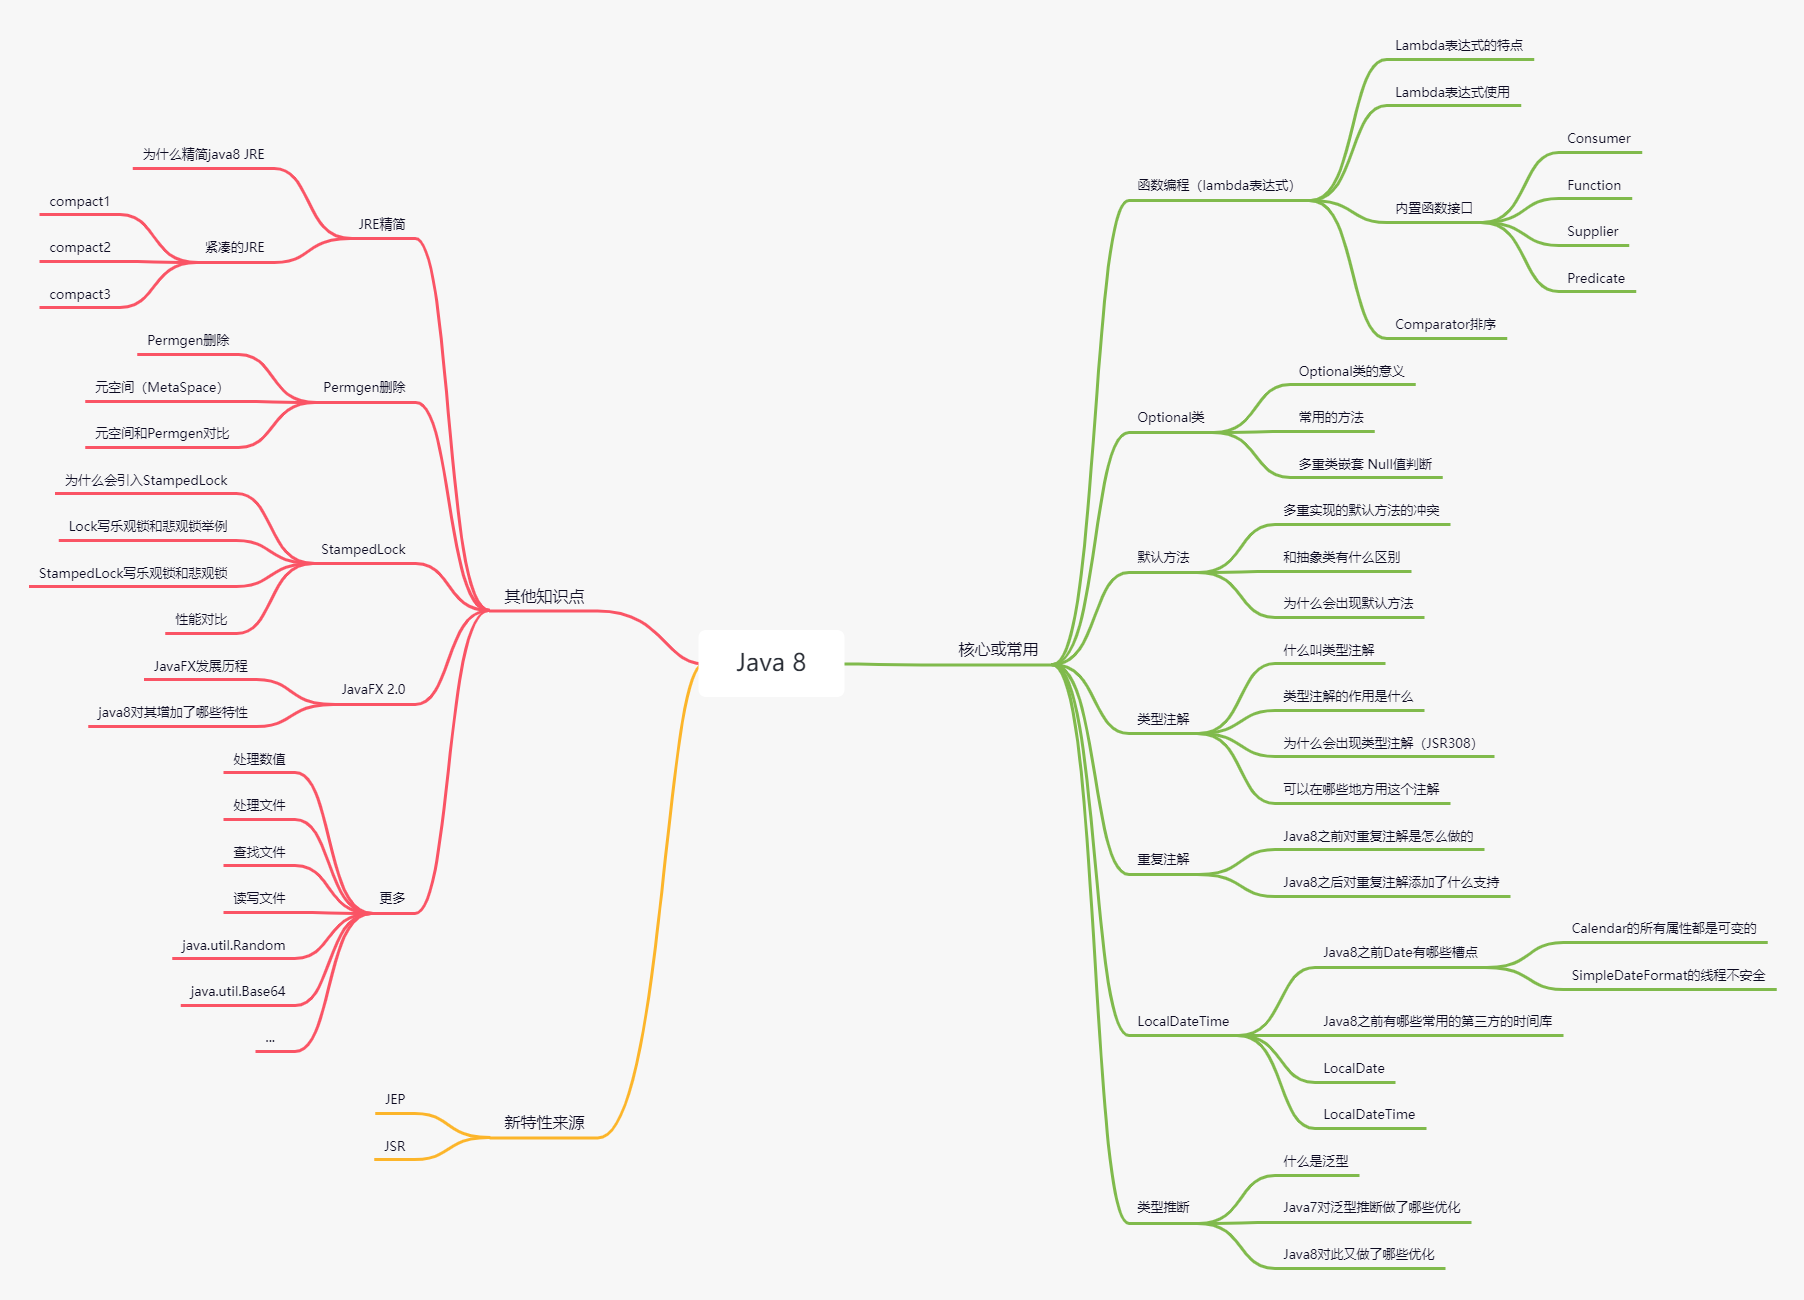 Java 8
核心或常用
函数编程（lambda表达式）
Lambda表达式的特点
Lambda表达式使用
内置函数接口
Consumer
Function
Supplier
Predicate
Comparator排序
Optional类
Optional类的意义
常用的方法
多重类嵌套 Null值判断
默认方法
多重实现的默认方法的冲突
和抽象类有什么区别
为什么会出现默认方法
类型注解
什么叫类型注解
类型注解的作用是什么
为什么会出现类型注解（JSR308）
可以在哪些地方用这个注解
重复注解
Java8之前对重复注解是怎么做的
Java8之后对重复注解添加了什么支持
LocalDateTime
Java8之前Date有哪些槽点
Calendar的所有属性都是可变的
SimpleDateFormat的线程不安全
Java8之前有哪些常用的第三方的时间库
LocalDate
LocalDateTime
类型推断
什么是泛型
Java7对泛型推断做了哪些优化
Java8对此又做了哪些优化
其他知识点
JRE精简
为什么精简java8 JRE
紧凑的JRE
compact1
compact2
compact3
Permgen删除
Permgen删除
元空间（MetaSpace）
元空间和Permgen对比
StampedLock
为什么会引入StampedLock
Lock写乐观锁和悲观锁举例
StampedLock写乐观锁和悲观锁
性能对比
JavaFX 2.0
JavaFX发展历程
java8对其增加了哪些特性
更多
处理数值
处理文件
查找文件
读写文件
java.util.Random
java.util.Base64
...
新特性来源
JEP
JSR